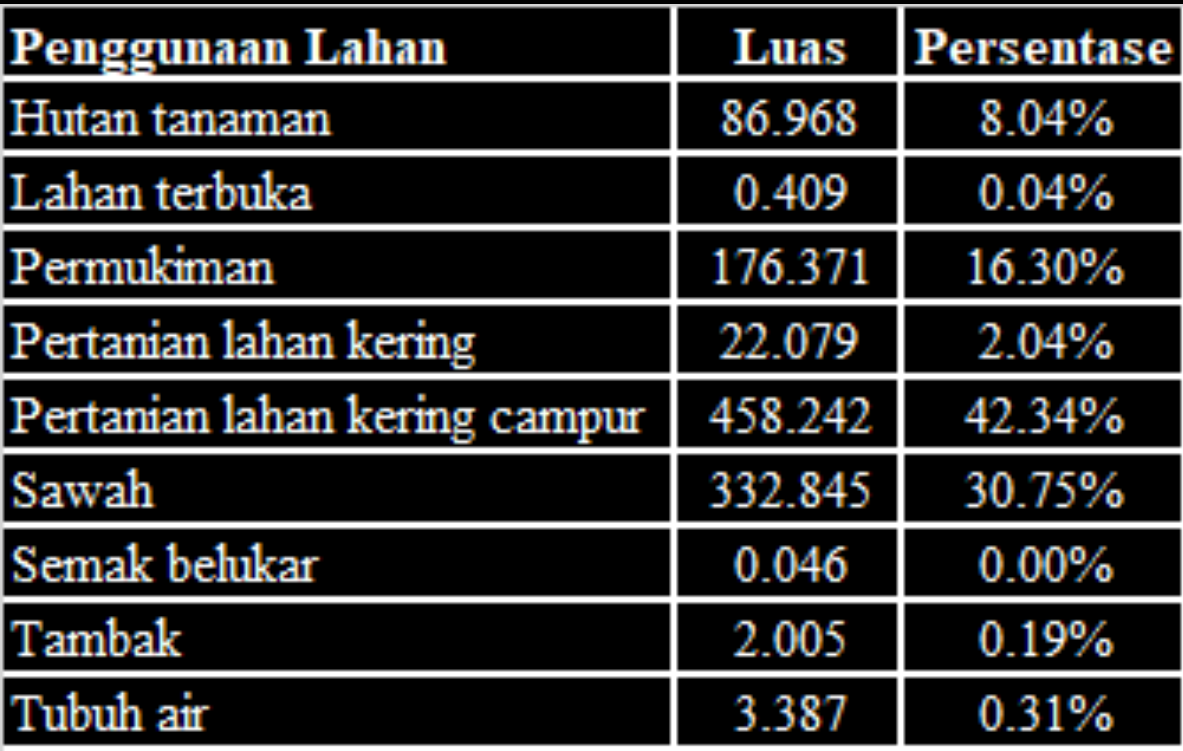 Penggunaan Lahan Luas Persentase
Hutan tanaman 86.968 8.04%
Lahan terbuka 0.409 0.04%
Permukiman 176.371 16.30%
Pertanian lahan kering 22.079 2.04%
Pertanian lahan kering campur 458.242 42.34%
Sawah 332.845 30.75%
Semak belukar 0.046 0.00%
Tambak 2.005 0.19%
Tubuh air 3.387 0.31%